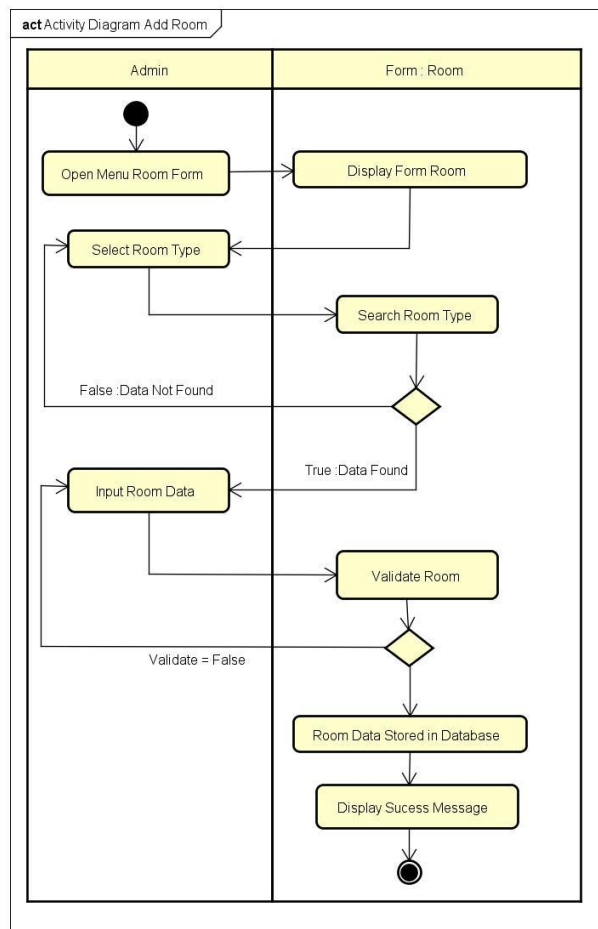 act Activity Diagram Add Room
Admin
Form : Room
Open Menu Room Form
Display Form Room
Select Room Type
Search Room Type
False :Data Not Found
True :Data Found
Input Room Data
Validate Room
Validate = False
Room Data Stored in Database
Display Sucess Message